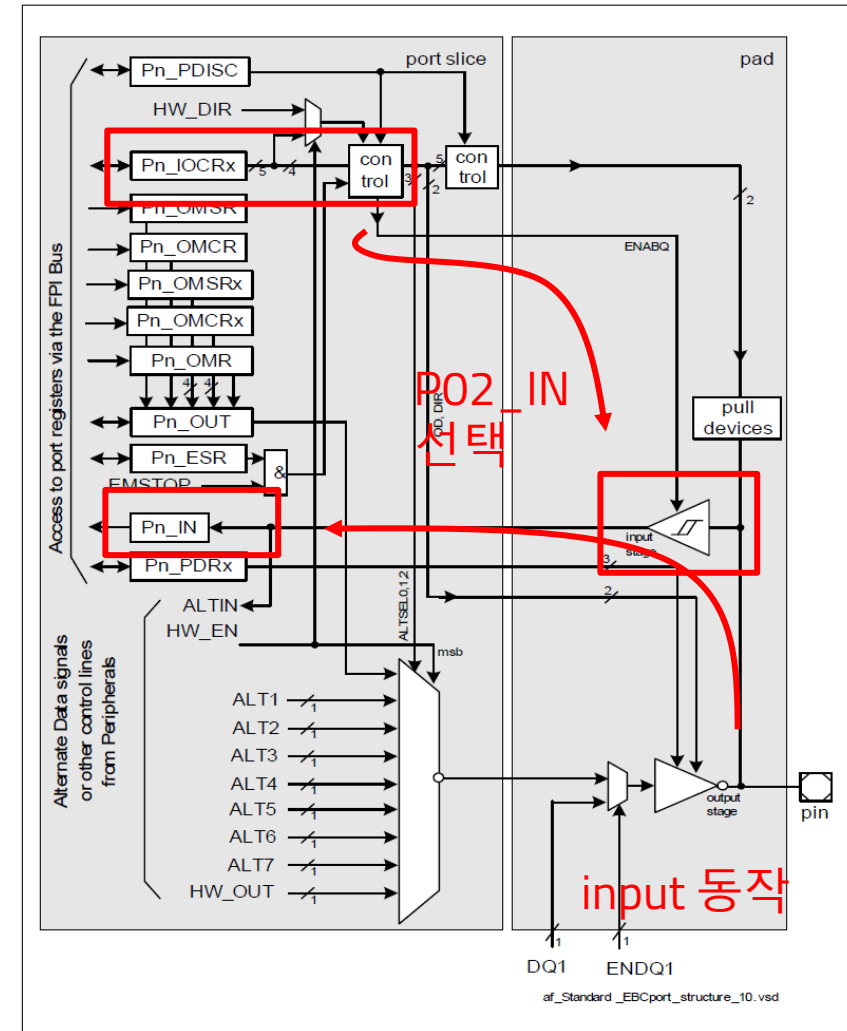 port slice
pad
Pn_PDISC
HW_DIR
Pn_IOCRx
5
4
con
trol
3
2
5
con
trol
2
Pn_OMSR
Pn_OMCR
ENABQ
Pn_OMSRx
Pn_OMCRx
Pn_OMR
4
4
P02_IN
선택
OD, DIR
pull
devices
Pn_OUT
Pn_ESR
&
EMSTOP
Pn_IN
input
stage
Pn_PDRx
3
2
Access to port registers via the FPI Bus
ALTIN
HW_EN
ALTSEL0,1,2
msb
Alternate Data signals
or other control lines
from Peripherals
ALT1
1
ALT2
1
ALT3
1
ALT4
1
ALT5
1
ALT6
1
ALT7
1
HW_OUT
1
output
stage
pin
input 동작
1
1
DQ1
ENDQ1
af_Standard _EBCport_structure_10.vsd